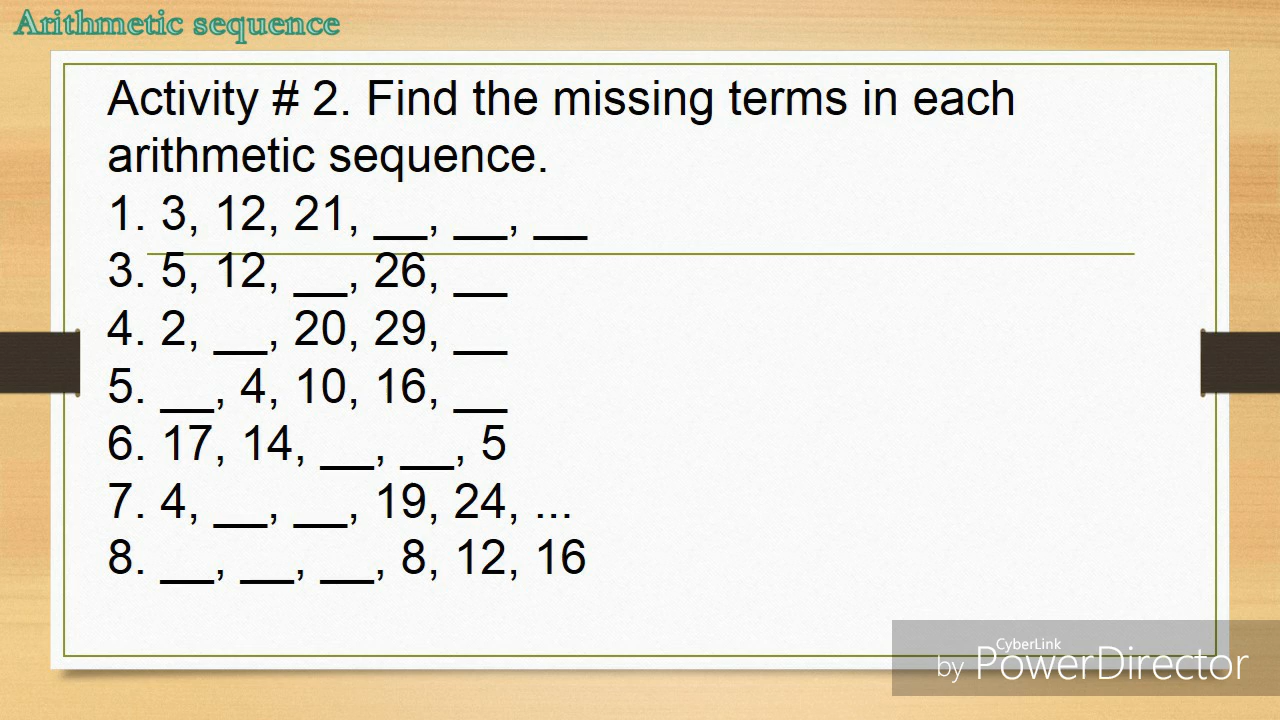 Arithmetic sequence
Activity # 2. Find the missing terms in each
arithmetic sequence.
1. 3, 12, 21, __, __, __
3. 5, 12, __, 26, __
4. 2, __, 20, 29, __
5. __, 4, 10, 16, __
6. 17, 14, __, __, 5
7. 4, __, __, 19, 24, ...
8. __, __, __, 8, 12, 16
CyberLink
by PowerDirector